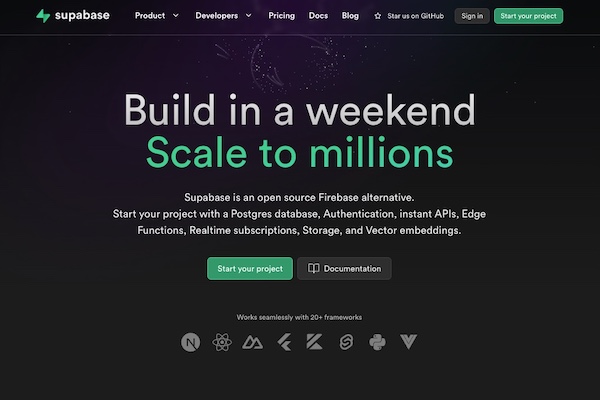 supabase Product Developers Pricing Docs Blog Star us on GitHub Sign in Start your project
Build in a weekend
Scale to millions
Supabase is an open source Firebase alternative.
Start your project with a Postgres database, Authentication, instant APIs, Edge
Functions, Realtime subscriptions, Storage, and Vector embeddings.
Start your project Documentation
Works seamlessly with 20+ frameworks